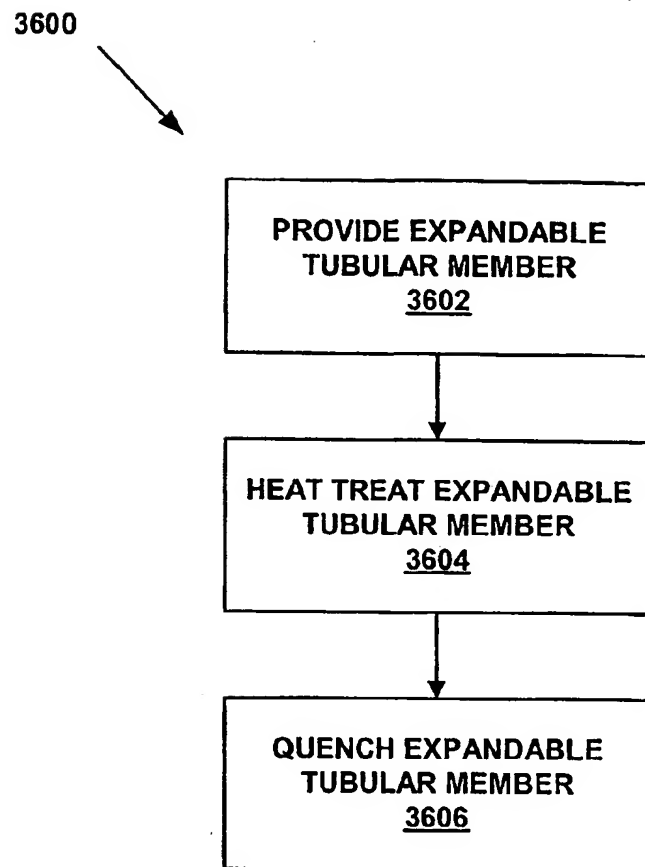 3600
PROVIDE EXPANDABLE
TUBULAR MEMBER
3602
HEAT TREAT EXPANDABLE
TUBULAR MEMBER
3604
QUENCH EXPANDABLE
TUBULAR MEMBER
3606